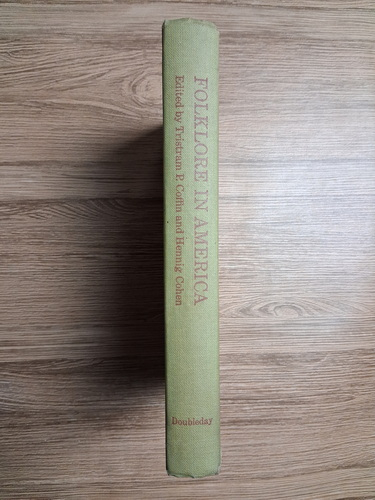 FOLKLORE IN AMERICA
Edited by Tristram P. Coffin and Hennig Cohen
Doubleday